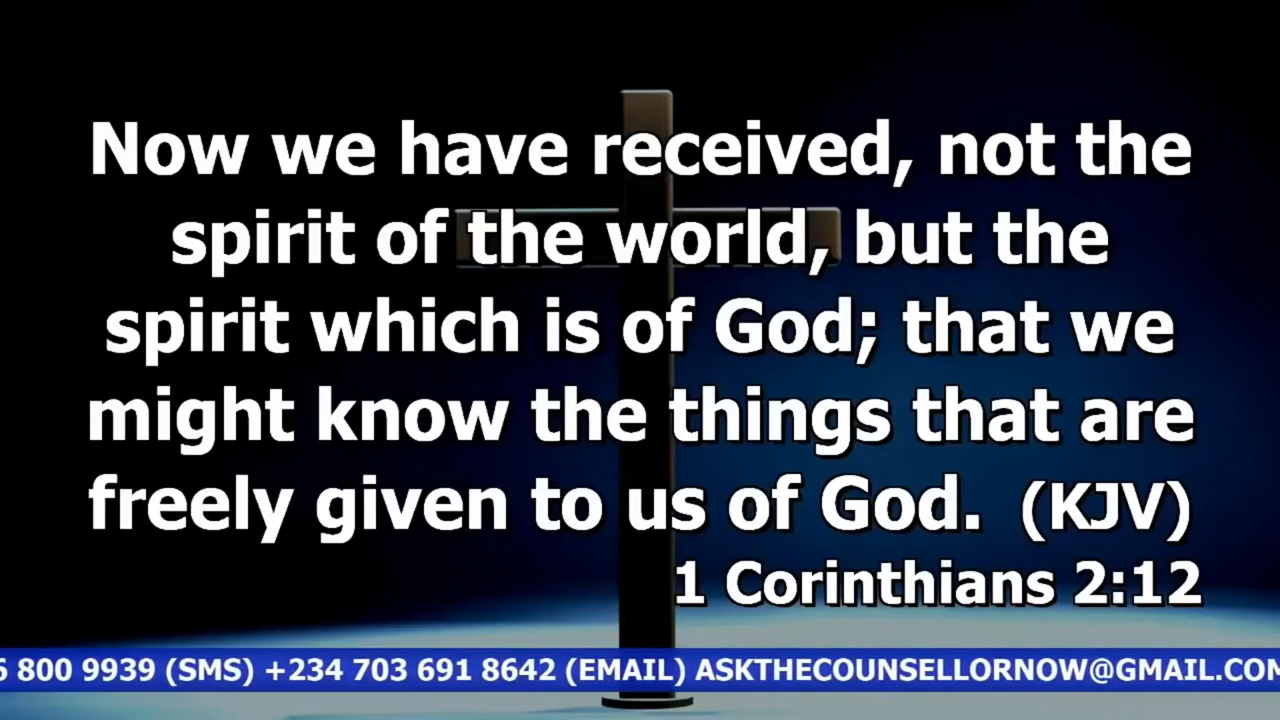 Now we have received, not the
spirit of the world, but the
spirit which is of God; that we
might know the things that are
freely given to us of God. (KJV)
1 Corinthians 2:12
6 800 9939 (SMS) +234 703 691 8642 (EMAIL) ASKTHECOUNSELLORNOW@GMAIL.COM